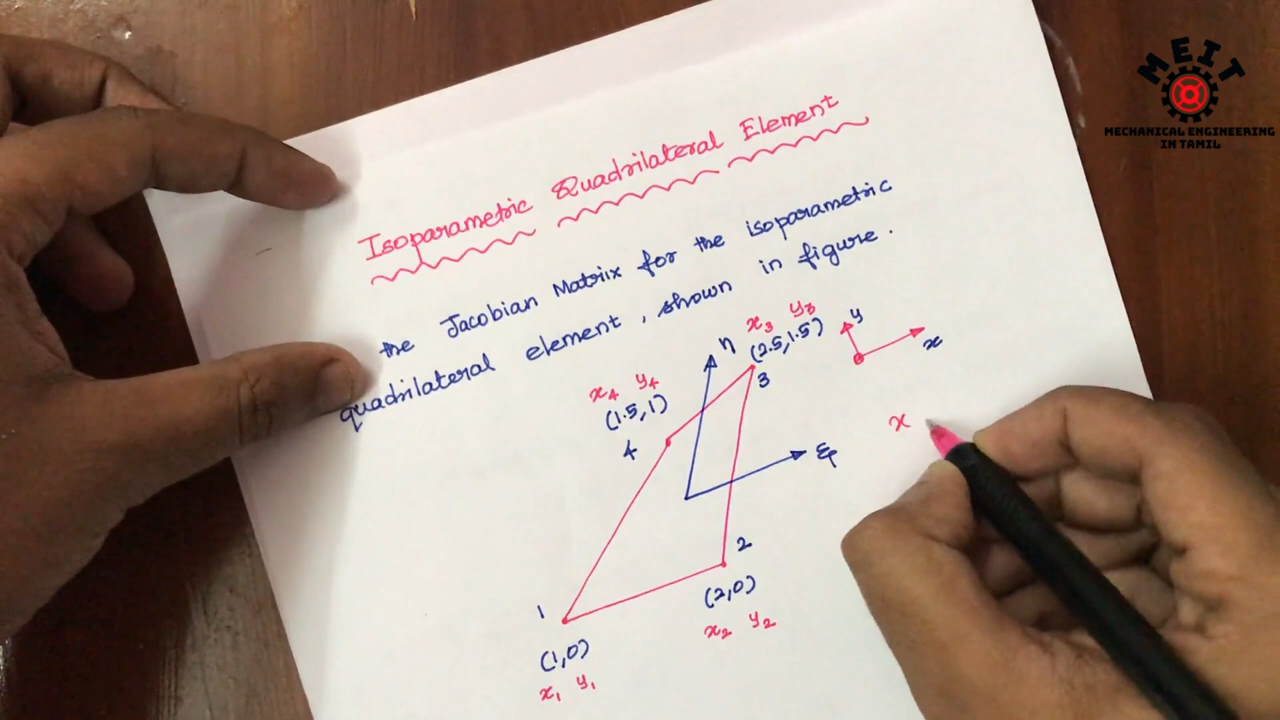 MEIT
MECHANICAL ENGINEERING
IN TAMIL
Isoparametric Quadrilateral Element
the Jacobian Matrix for the isoparametric
quadrilateral element, shown in figure.
η
x3 y3
(2.5,1.5)
3
y
x
x4 y4
(1.5,1)
4
ξ
x
2
(2,0)
x2 y2
1
(1,0)
x1 y1